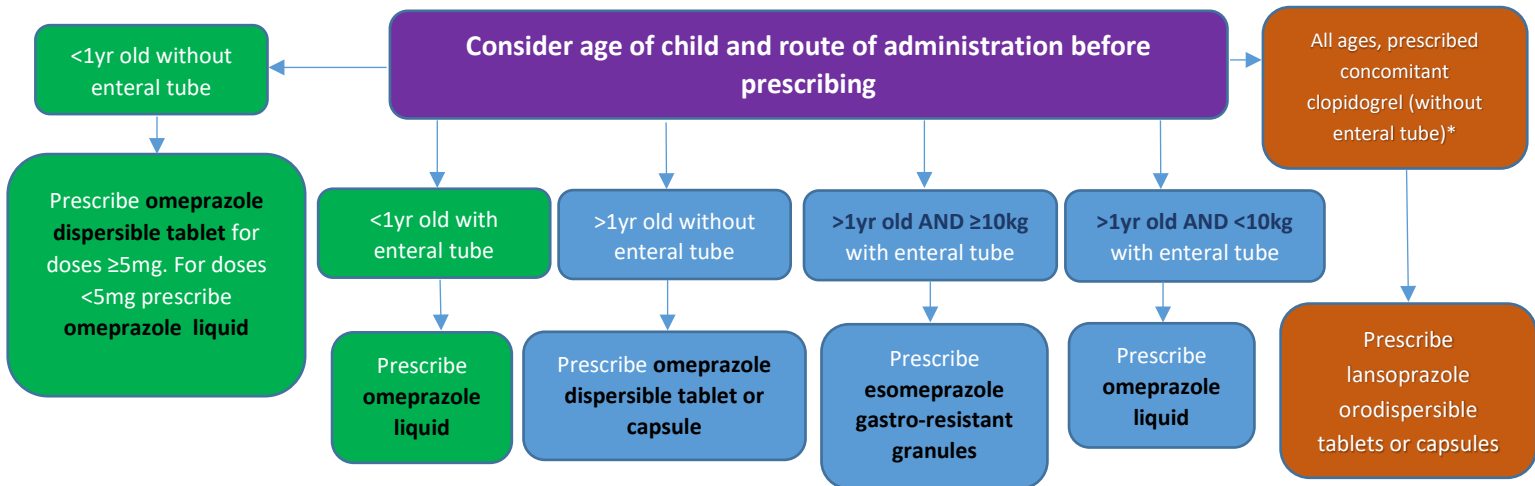 Consider age of child and route of administration before
prescribing
<1yr old without
enteral tube
Prescribe omeprazole
dispersible tablet for
doses ≥5mg. For doses
<5mg prescribe
omeprazole liquid
<1yr old with
enteral tube
Prescribe
omeprazole
liquid
>1yr old without
enteral tube
Prescribe omeprazole
dispersible tablet or
capsule
>1yr old AND ≥10kg
with enteral tube
Prescribe
esomeprazole
gastro-resistant
granules
>1yr old AND <10kg
with enteral tube
Prescribe
omeprazole
liquid
All ages, prescribed
concomitant
clopidogrel (without
enteral tube)*
Prescribe
lansoprazole
orodispersible
tablets or capsules